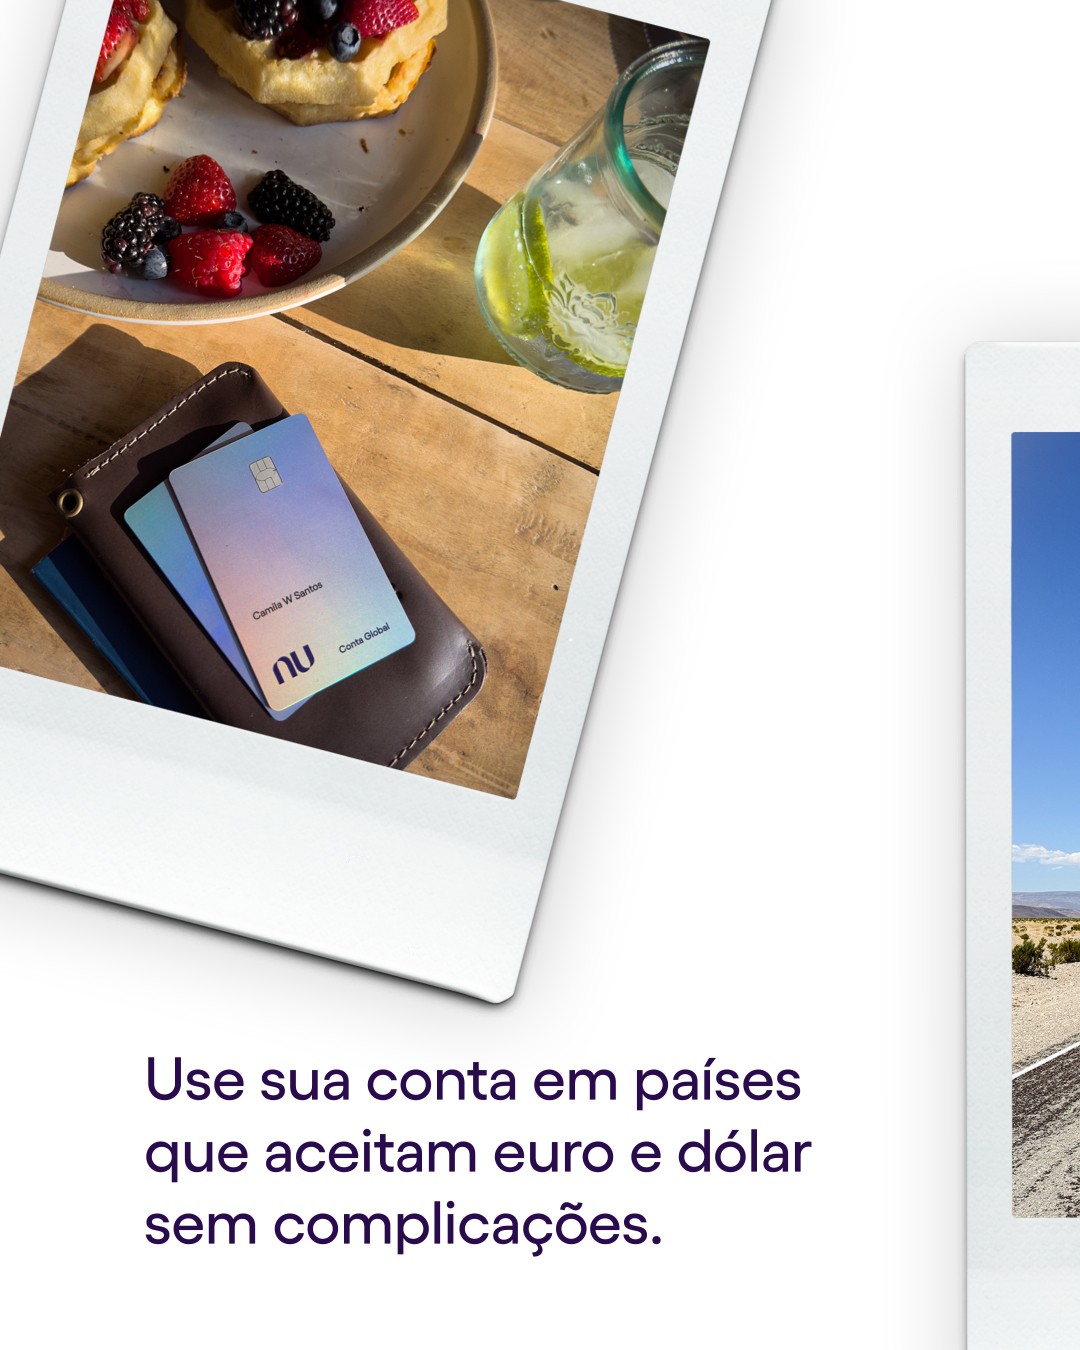 Camila W Santos
nu
Conta Global
Use sua conta em países
que aceitam euro e dólar
sem complicações.